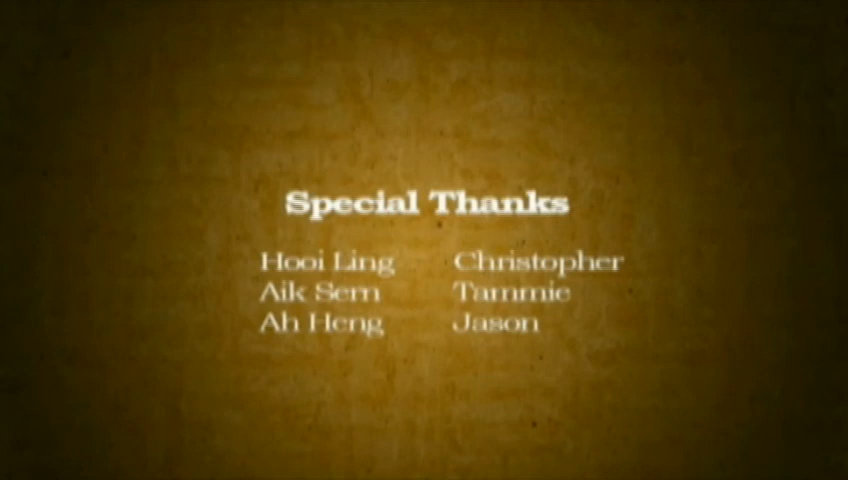 Special Thanks
Hooi Ling Christopher
Aik Sern Tammie
Ah Heng Jason